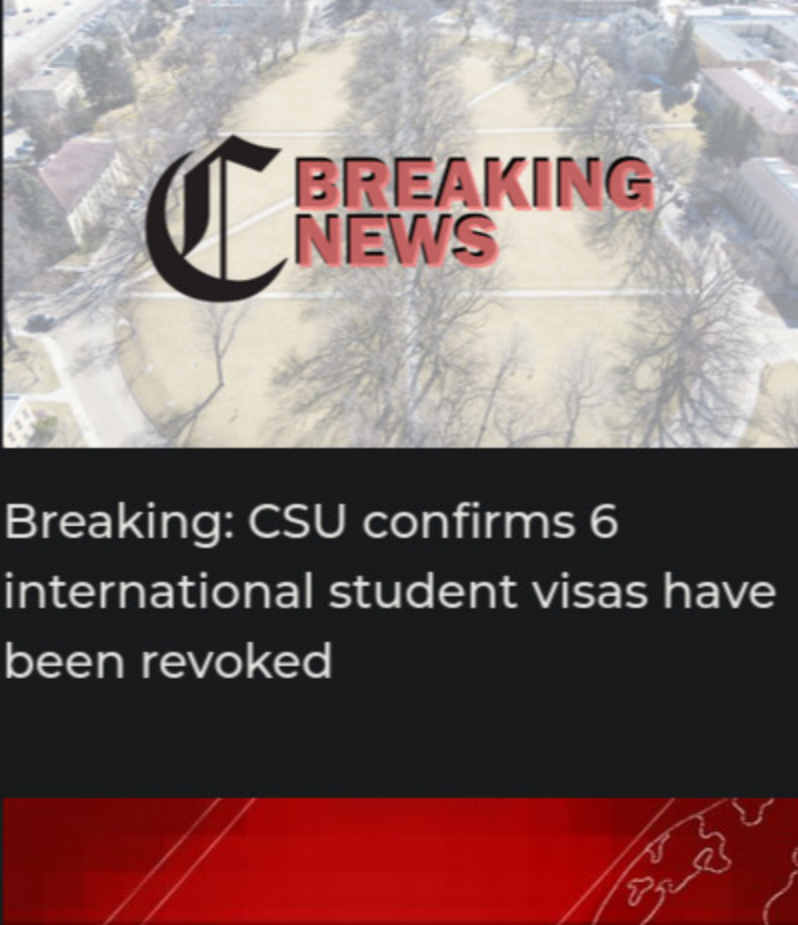 C BREAKING
NEWS
Breaking: CSU confirms 6
international student visas have
been revoked